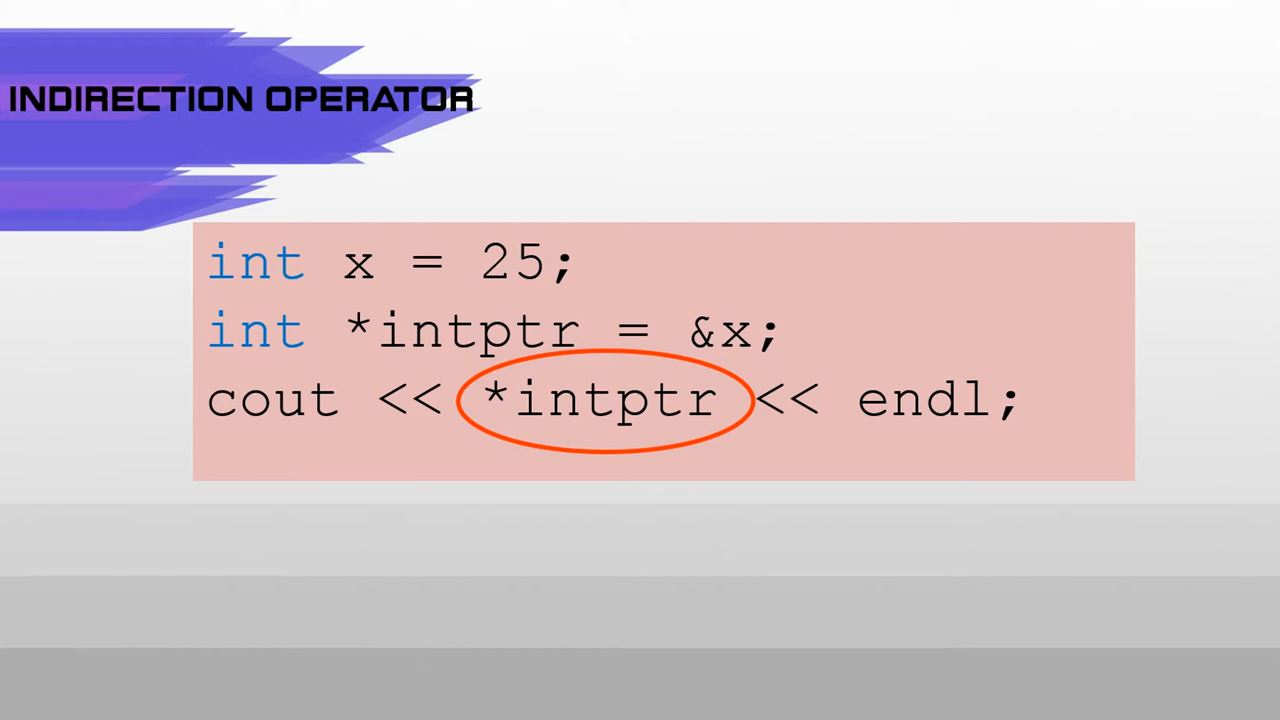 INDIRECTION OPERATOR
int x = 25;
int *intptr = &x;
cout << *intptr << endl;